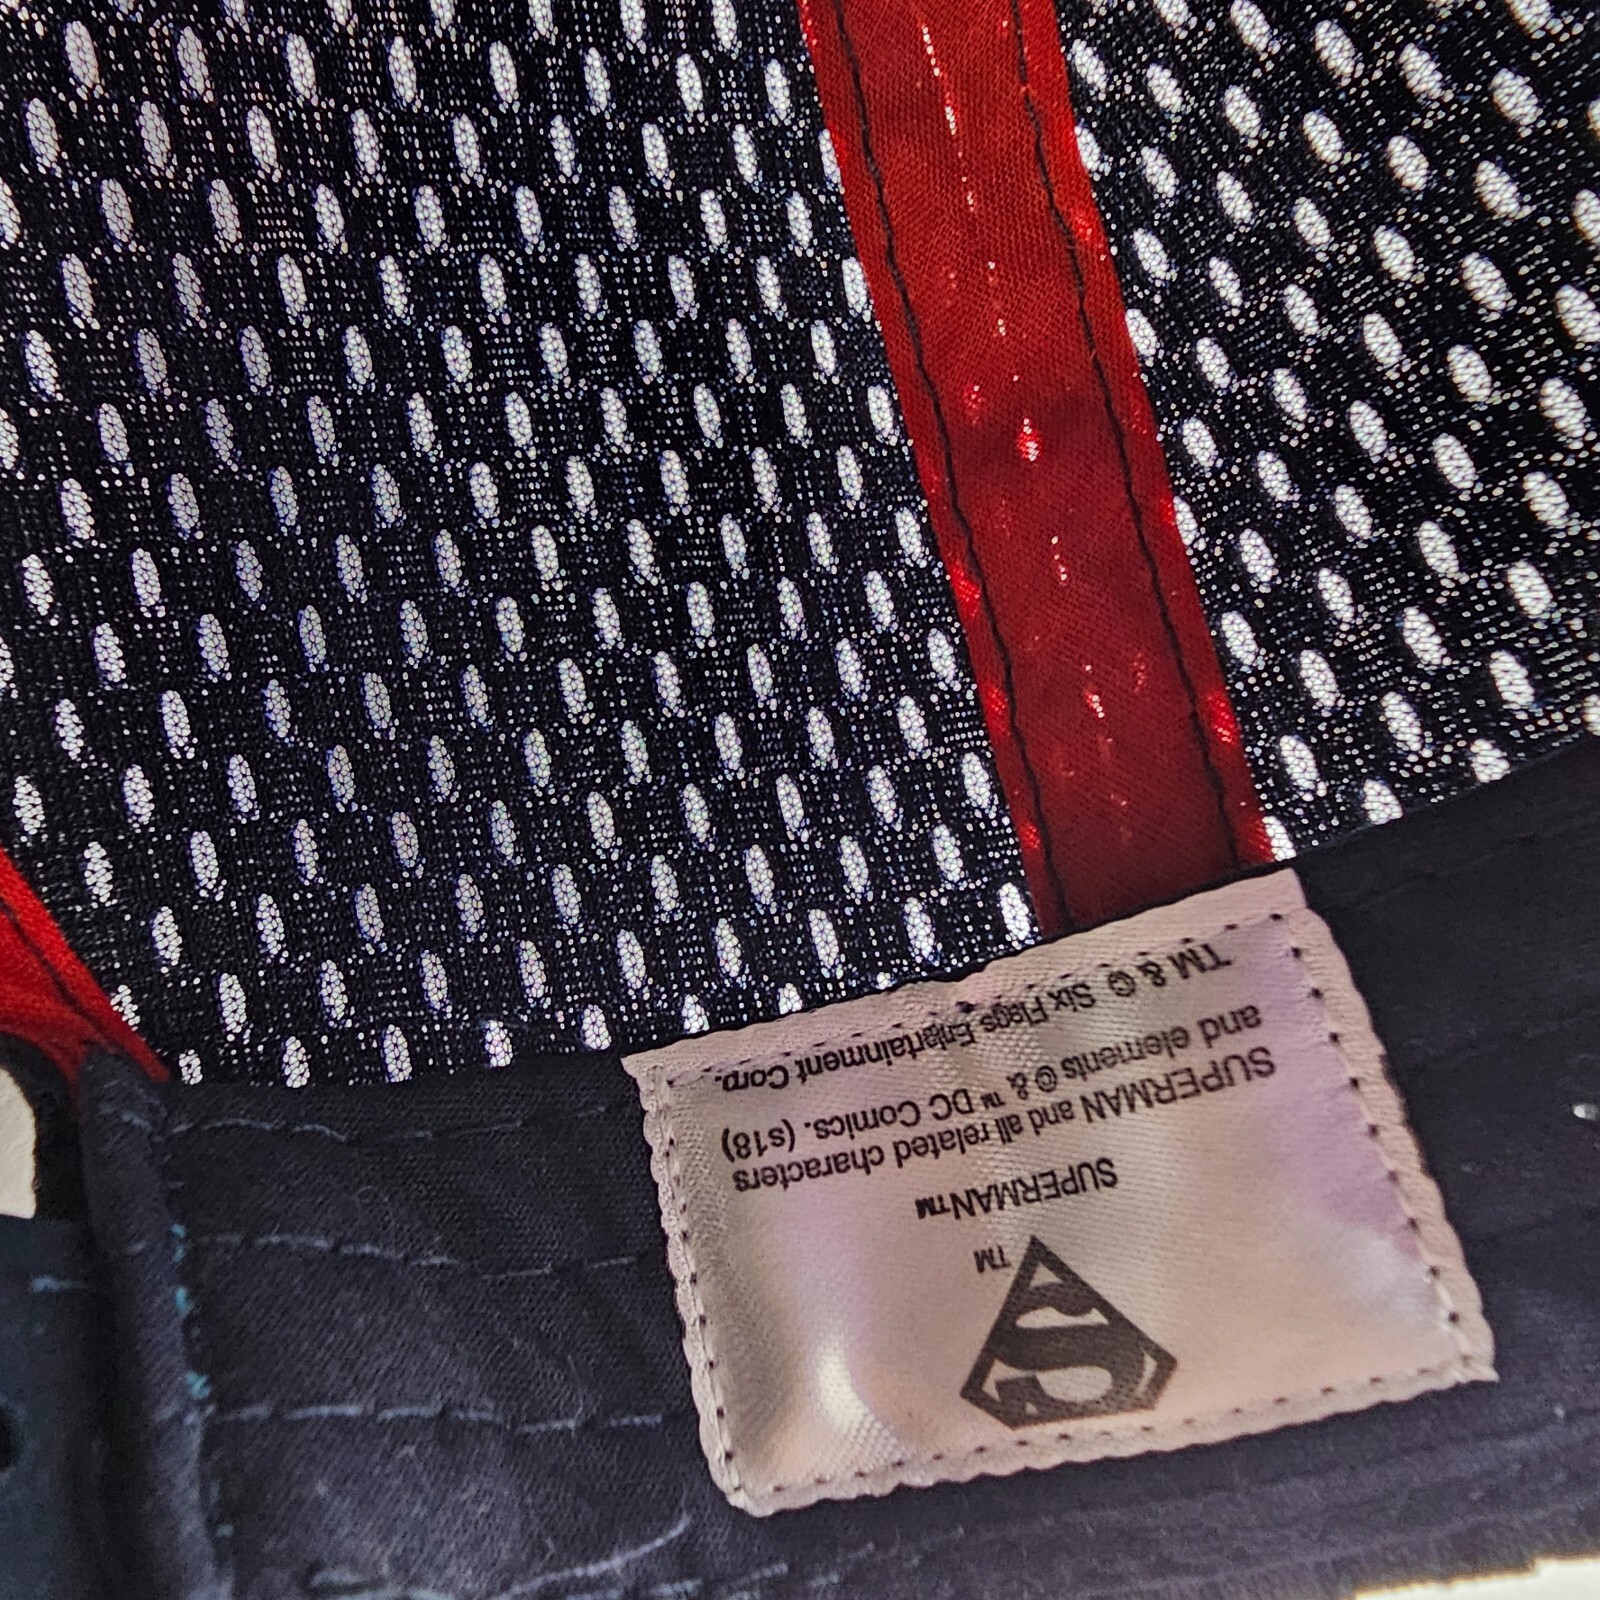 S
TM
SUPERMAN™
SUPERMAN and all related characters
and elements © & ™ DC Comics. (s18)
TM & © Six Flags Entertainment Corp.